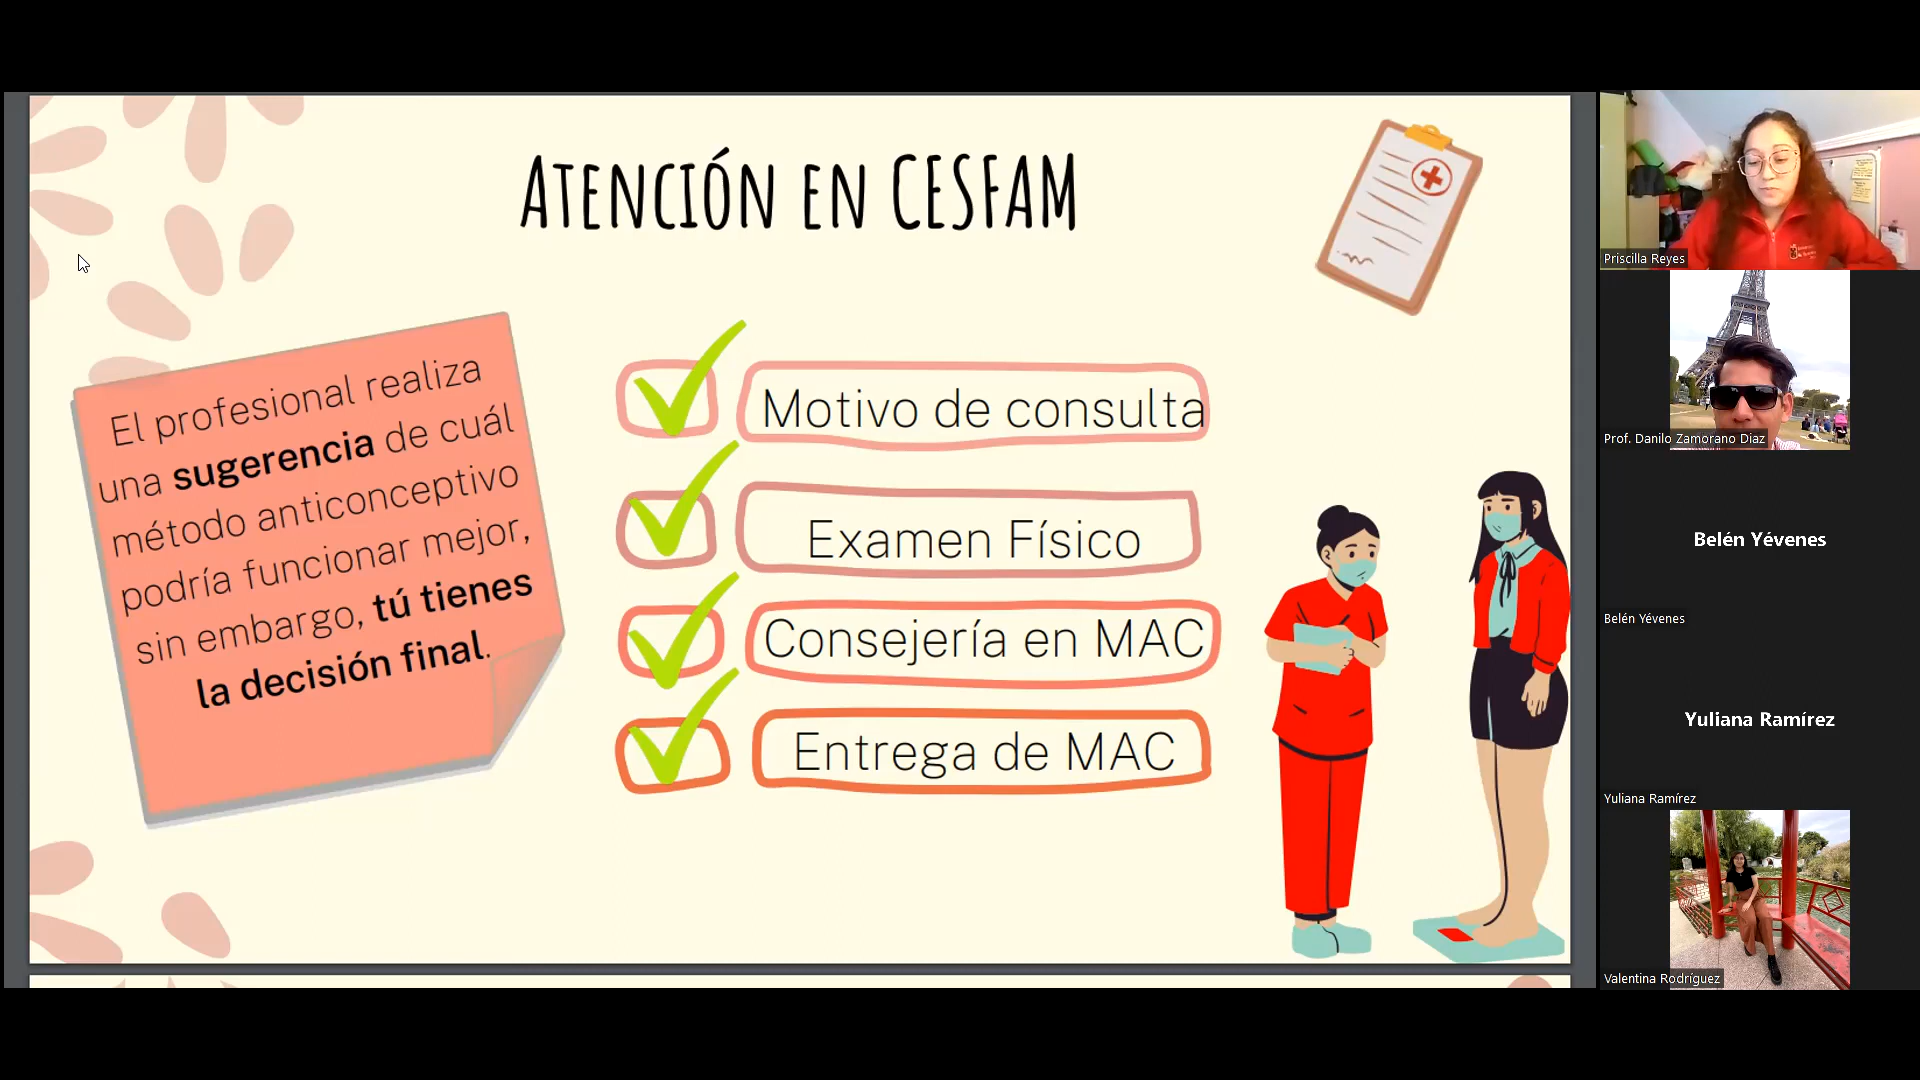 Atención en CESFAM
El profesional realiza
una sugerencia de cuál
método anticonceptivo
podría funcionar mejor,
sin embargo, tú tienes
la decisión final.
Motivo de consulta
Examen Físico
Consejería en MAC
Entrega de MAC
Priscilla Reyes
Prof. Danilo Zamorano Diaz
Belén Yévenes
Belén Yévenes
Yuliana Ramírez
Yuliana Ramírez
Valentina Rodríguez